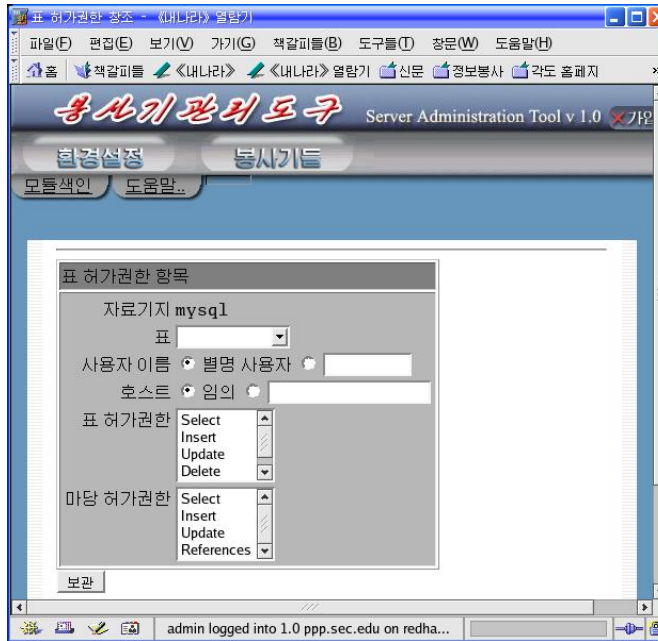 표 허가권한 창조 - 《내나라》 열람기
파일(F) 편집(E) 보기(V) 가기(G) 책갈피들(B) 도구들(T) 창문(W) 도움말(H)
홈 책갈피들 《내나라》 《내나라》 열람기 신문 정보봉사 각도 홈페지 »
봉사기관리도구 Server Administration Tool v 1.0 가입
환경설정 봉사기들
모듈색인 도움말..
표 허가권한 항목
자료기지 mysql
표
사용자 이름 별명 사용자
호스트 임의
표 허가권한 Select
Insert
Update
Delete
마당 허가권한 Select
Insert
Update
References
보관
admin logged into 1.0 ppp.sec.edu on redha...